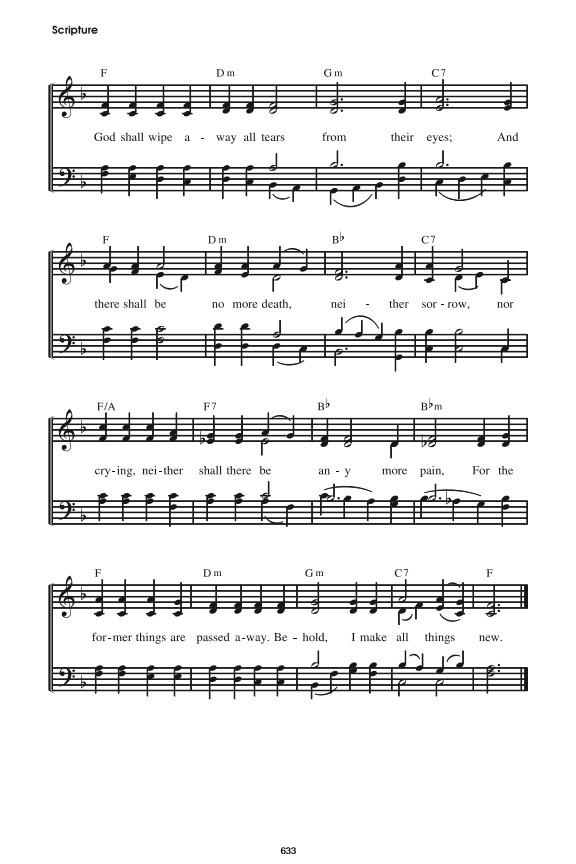 Scripture
F Dm Gm C7
God shall wipe a - way all tears from their eyes; And
F Dm B♭ C7
there shall be no more death, nei - ther sor - row, nor
F/A F7 B♭ B♭m
cry - ing, nei - ther shall there be an - y more pain, For the
F Dm Gm C7 F
for - mer things are passed a - way. Be - hold, I make all things new.
633